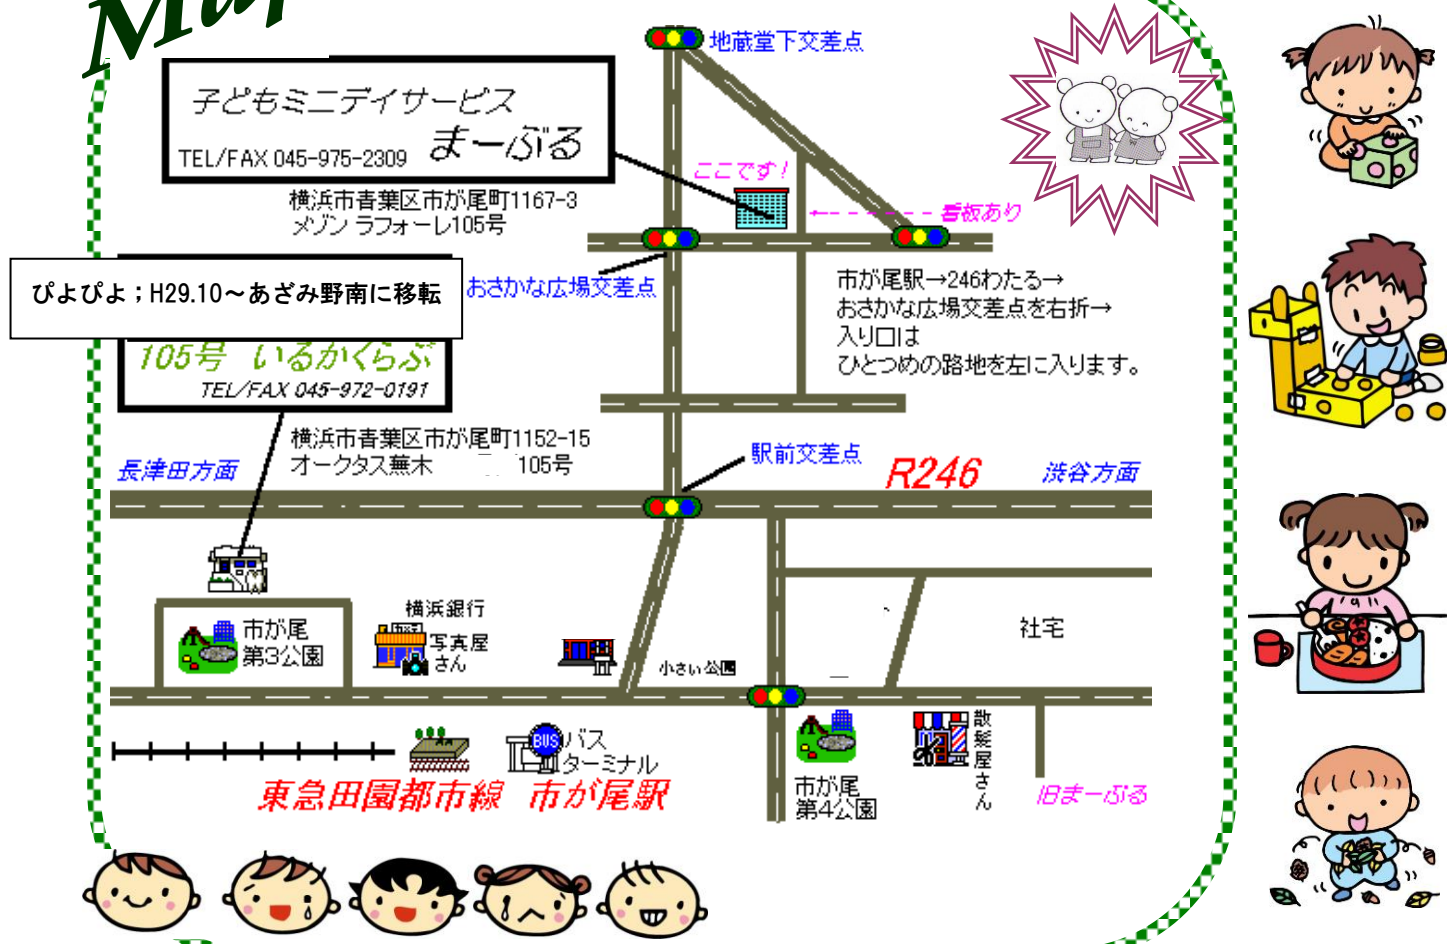 Map
地蔵堂下交差点
子どもミニデイサービス
まーぶる
TEL/FAX 045-975-2309
横浜市青葉区市が尾町1167-3
メゾン ラフォーレ105号
ここです!
看板あり
ぴよぴよ；H29.10～あざみ野南に移転
おさかな広場交差点
市が尾駅→246わたる→
おさかな広場交差点を右折→
入り口は
ひとつめの路地を左に入ります。
105号 いるかくらぶ
TEL/FAX 045-972-0191
横浜市青葉区市が尾町1152-15
オークタス蕪木 105号
長津田方面
駅前交差点
R246
渋谷方面
横浜銀行
市が尾
第3公園
写真屋
さん
小さい公園
社宅
BUS
バス
ターミナル
東急田園都市線 市が尾駅
市が尾
第4公園
散髪屋さん
旧まーぶる